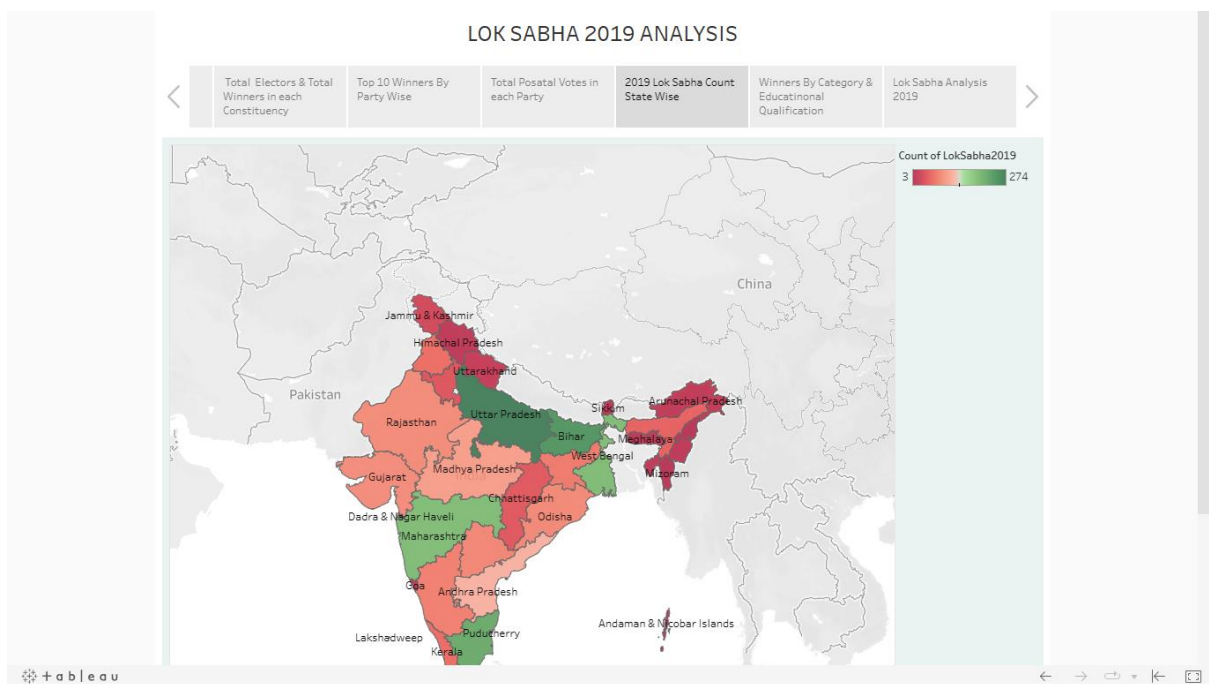 LOK SABHA 2019 ANALYSIS
Total Electors & Total
Winners in each
Constituency
Top 10 Winners By
Party Wise
Total Posatal Votes in
each Party
2019 Lok Sabha Count
State Wise
Winners By Category &
Educatinonal
Qualification
Lok Sabha Analysis
2019
Count of LokSabha2019
3 274
China
Jammu & Kashmir
Himachal Pradesh
Uttarakhand
Pakistan
Sikkim
Arunachal Pradesh
Rajasthan
Uttar Pradesh
Bihar
Meghalaya
West Bengal
Madhya Pradesh
India
Mizoram
Gujarat
Chhattisgarh
Dadra & Nagar Haveli
Odisha
Maharashtra
Goa
Andhra Pradesh
Andaman & Nicobar Islands
Lakshadweep
Puducherry
Kerala
+ableau